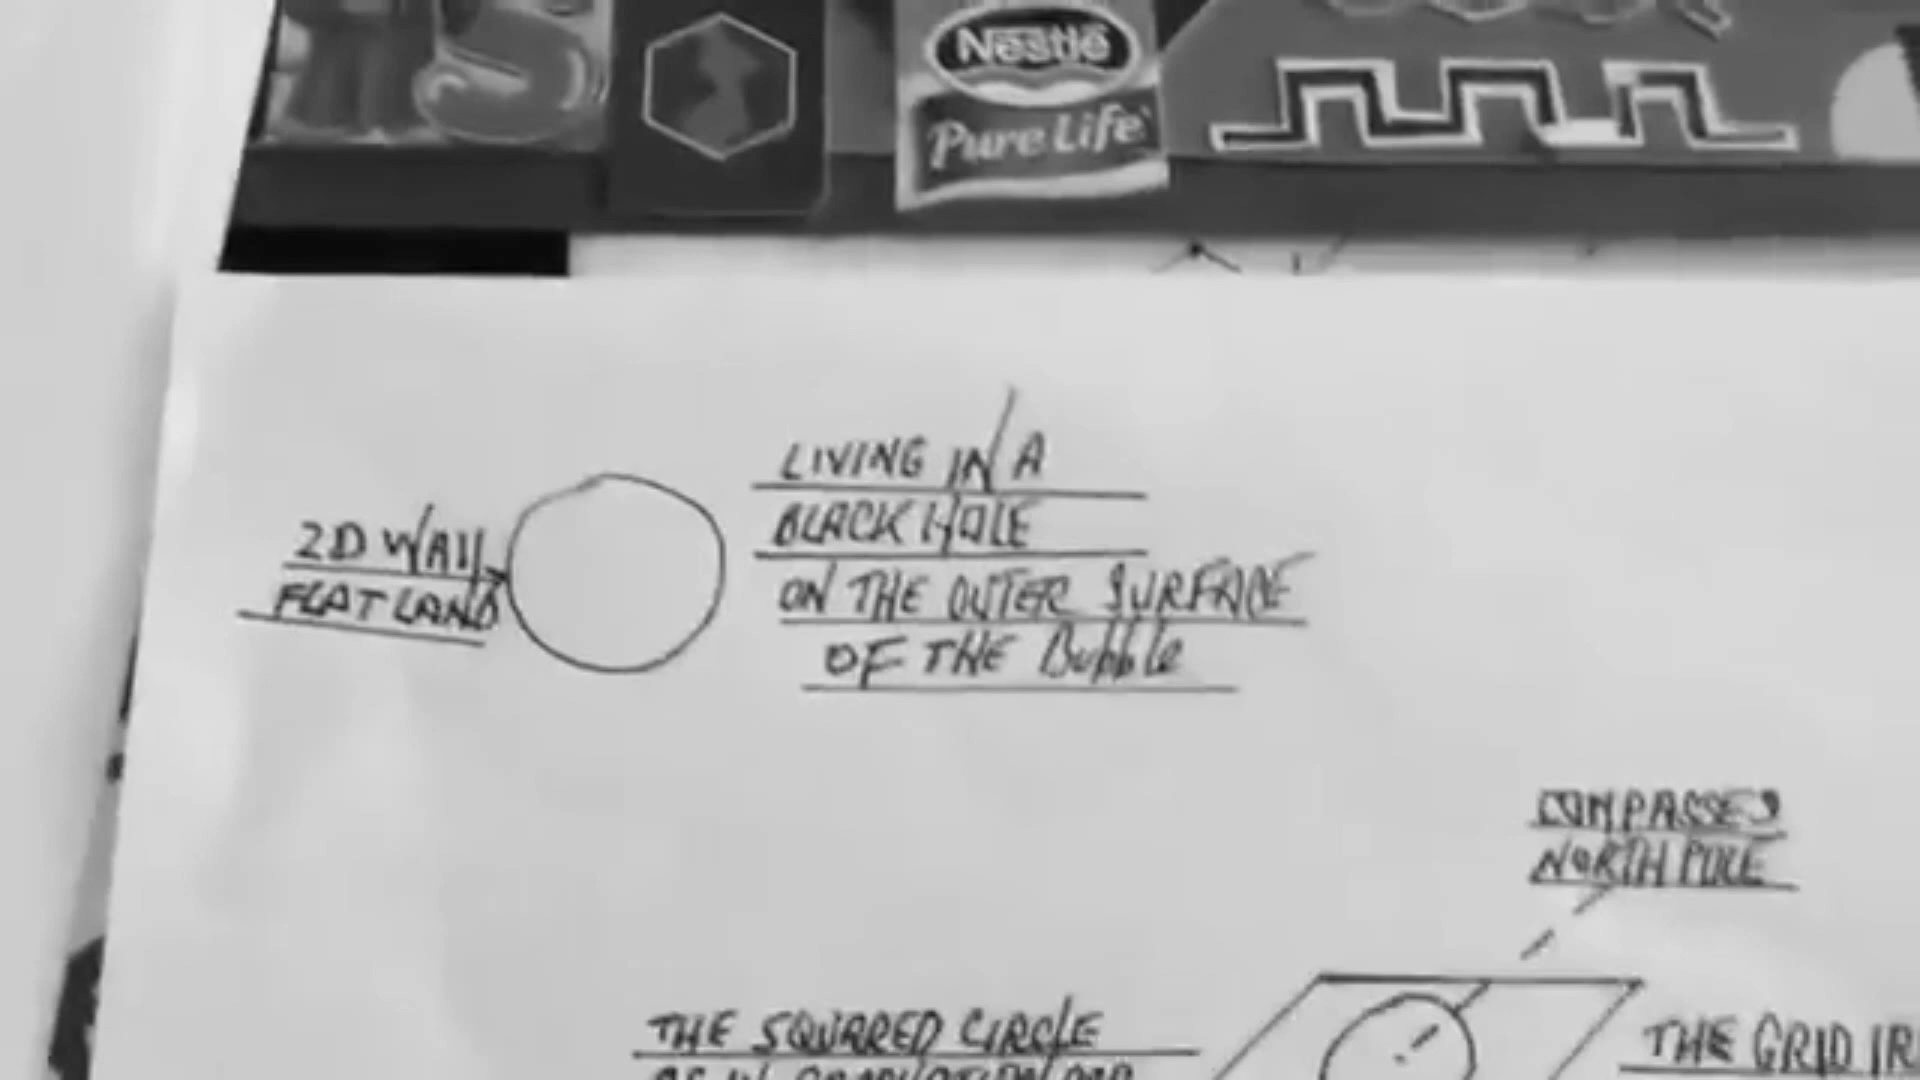 Nestlé
Pure Life
LIVING IN A
BLACK HOLE
ON THE OUTER SURFACE
OF THE Bubble
2D WALL
FLAT LAND
COMPASSES
NORTH POLE
THE SQUARED CIRCLE
THE GRID IR